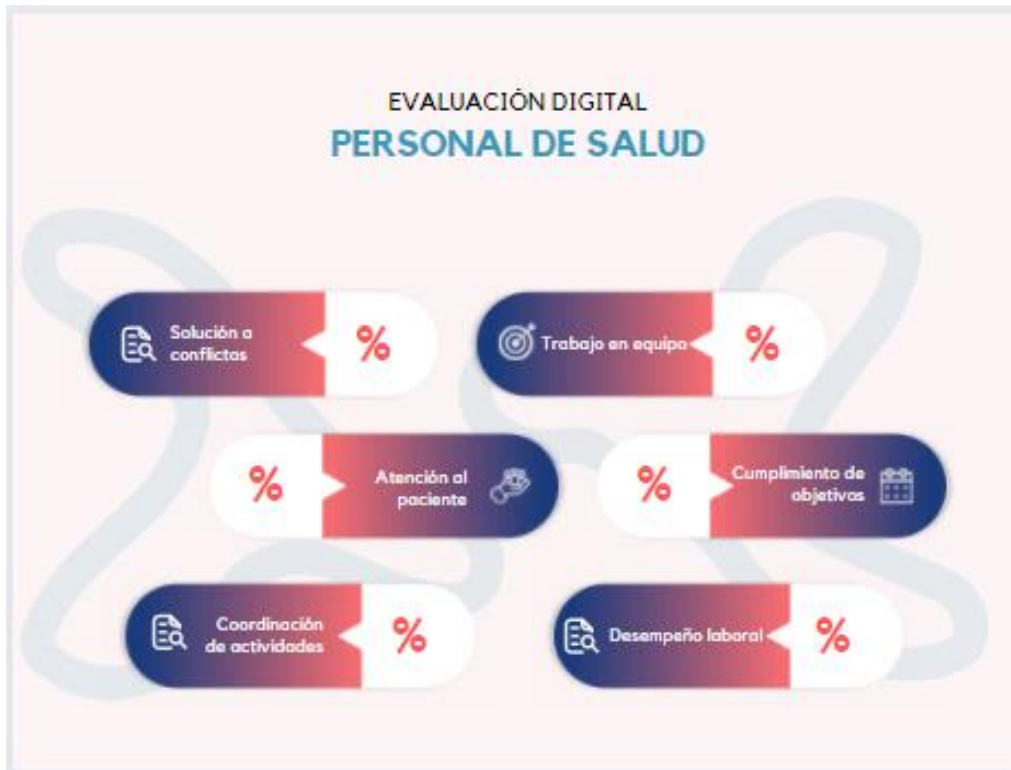 EVALUACIÓN DIGITAL
PERSONAL DE SALUD
Solución a
conflictos
%
Trabajo en equipo
%
%
Atención al
paciente
%
Cumplimiento de
objetivos
Coordinación
de actividades
%
Desempeño laboral
%